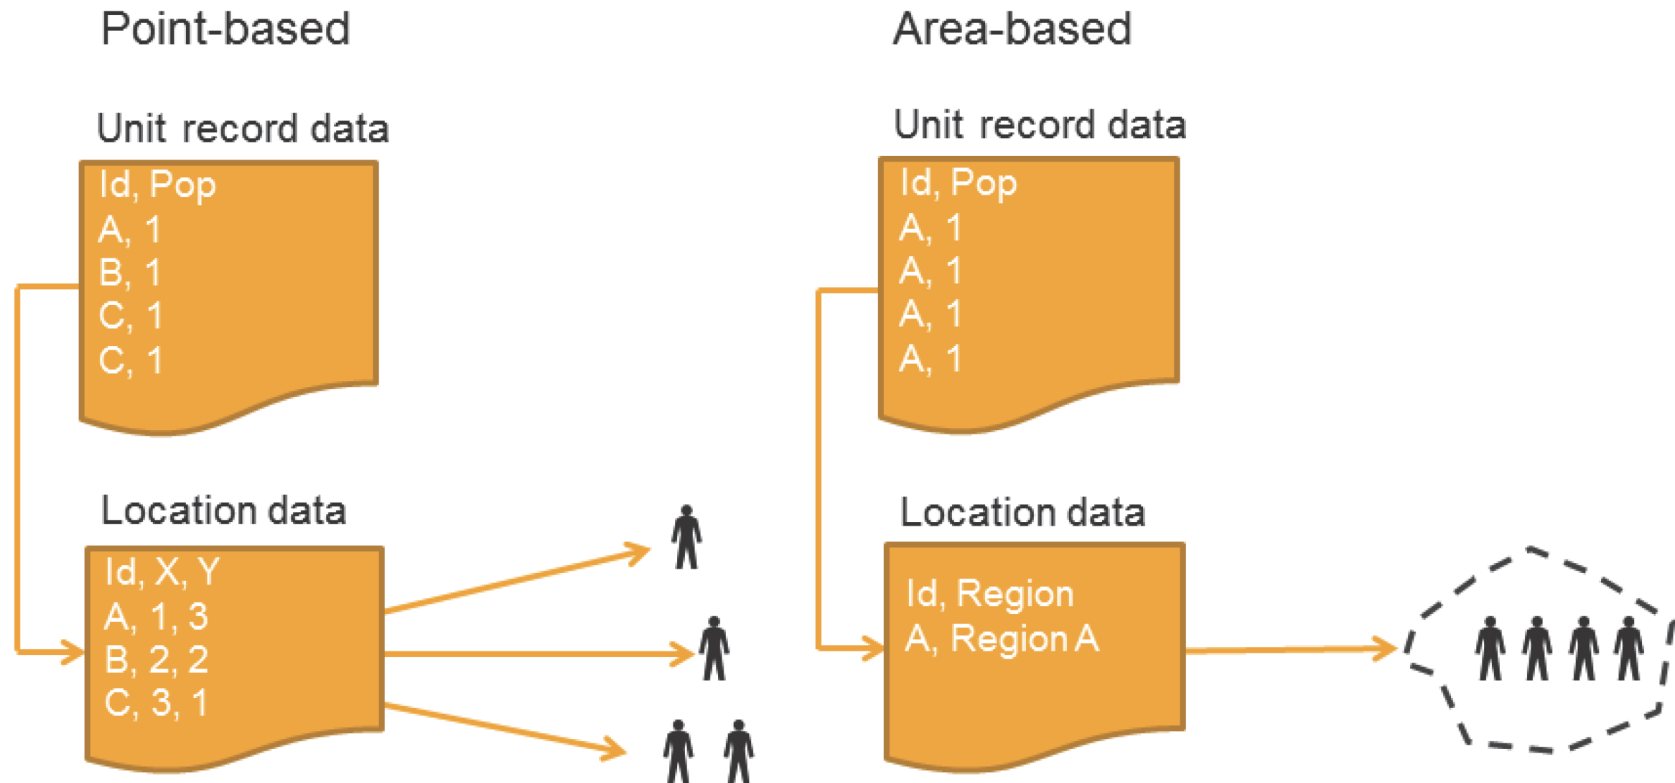 Point-based
Unit record data
Id, Pop
A, 1
B, 1
C, 1
C, 1
Location data
Id, X, Y
A, 1, 3
B, 2, 2
C, 3, 1
Area-based
Unit record data
Id, Pop
A, 1
A, 1
A, 1
A, 1
Location data
Id, Region
A, Region A